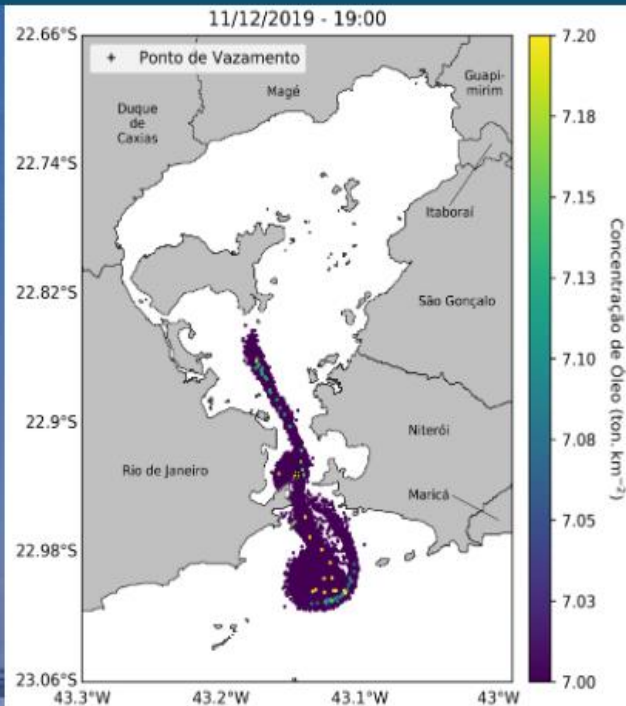 11/12/2019 - 19:00
22.66°S
22.74°S
22.82°S
22.9°S
22.98°S
23.06°S
+ Ponto de Vazamento
Duque
de
Caxias
Magé
Guapi-
mirim
Itaboraí
São Gonçalo
Niterói
Rio de Janeiro
Maricá
43.3°W
43.2°W
43.1°W
43°W
7.20
7.18
7.15
7.13
7.10
7.08
7.05
7.03
7.00
Concentração de Óleo (ton. km⁻²)